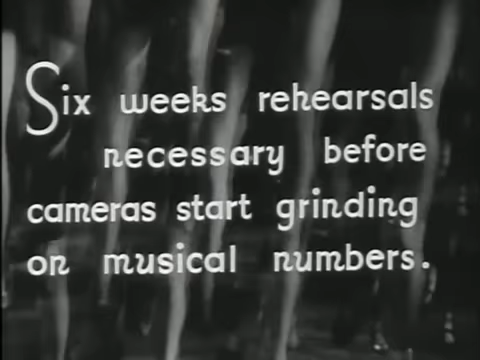 Six weeks rehearsals
necessary before
cameras start grinding
on musical numbers.